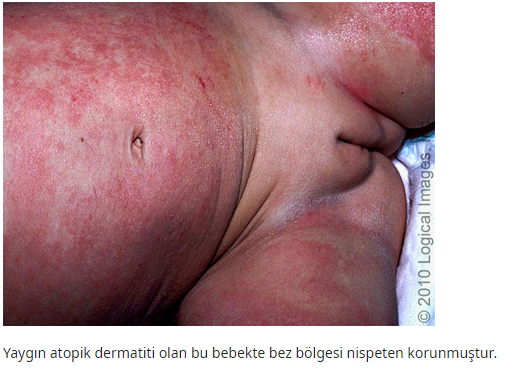 © 2010 Logical Images.
Yaygın atopik dermatiti olan bu bebekte bez bölgesi nispeten korunmuştur.